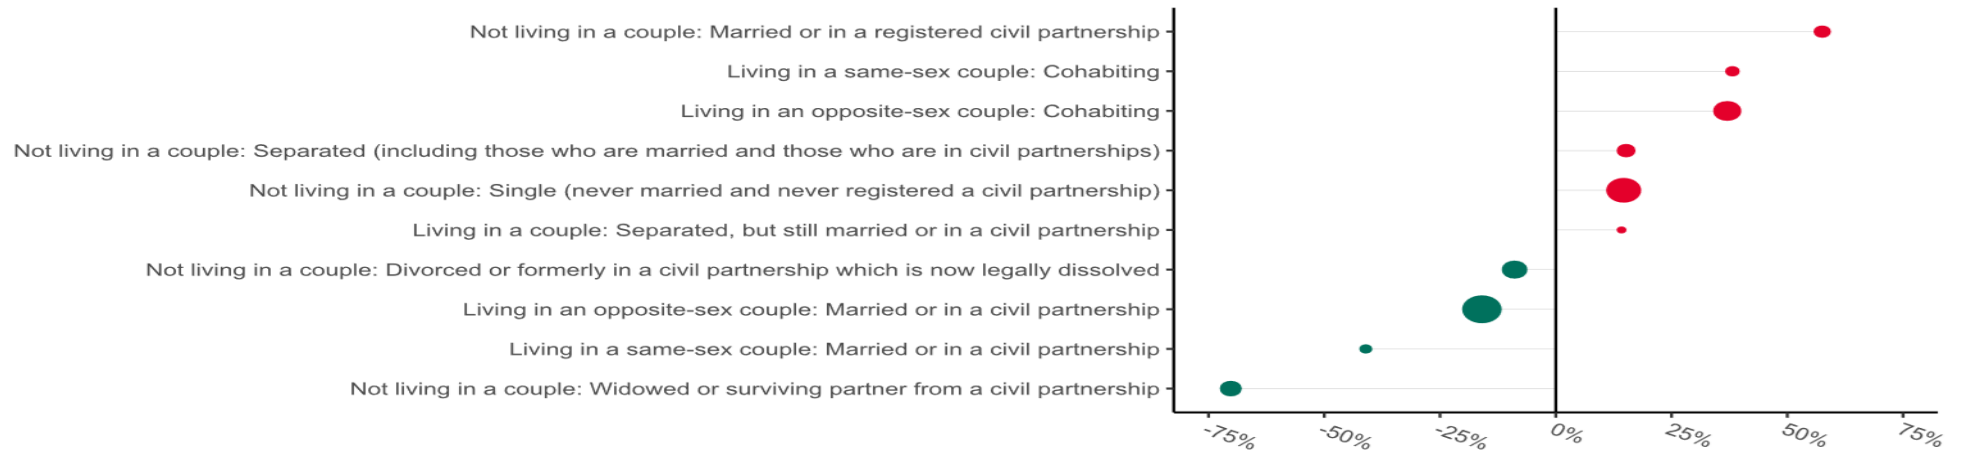 Not living in a couple: Married or in a registered civil partnership
Living in a same-sex couple: Cohabiting
Living in an opposite-sex couple: Cohabiting
Not living in a couple: Separated (including those who are married and those who are in civil partnerships)
Not living in a couple: Single (never married and never registered a civil partnership)
Living in a couple: Separated, but still married or in a civil partnership
Not living in a couple: Divorced or formerly in a civil partnership which is now legally dissolved
Living in an opposite-sex couple: Married or in a civil partnership
Living in a same-sex couple: Married or in a civil partnership
Not living in a couple: Widowed or surviving partner from a civil partnership
-75% -50% -25% 0% 25% 50% 75%